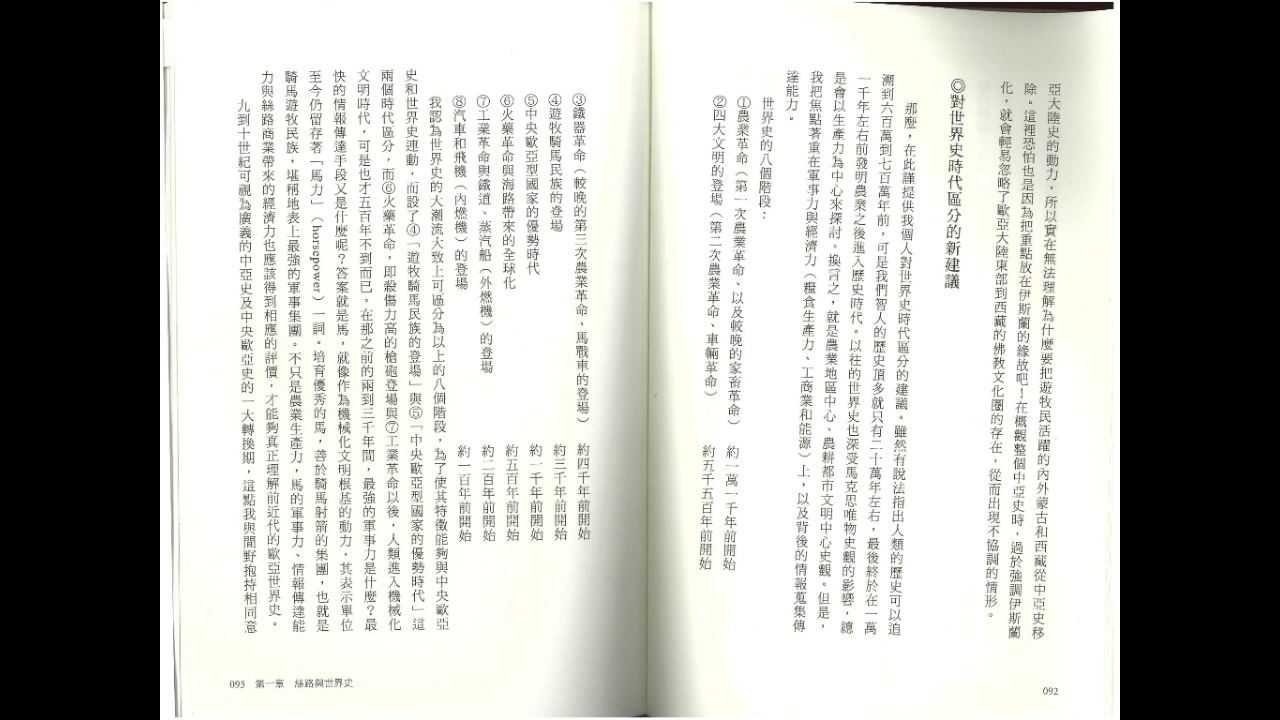 亞大陸史的動力，所以實在無法理解為什麼要把遊牧民活躍的內外蒙古和西藏從中亞史移
除。這裡恐怕也是因為把重點放在伊斯蘭的緣故吧！在概觀整個中亞史時，過於強調伊斯蘭
化，就會輕易忽略了歐亞大陸東部到西藏的佛教文化圈的存在，從而出現不協調的情形。
◎對世界史時代區分的新建議
那麼，在此謹提供我個人對世界史時代區分的建議。雖然有說法指出人類的歷史可以追
溯到六百萬到七百萬年前，可是我們智人的歷史頂多就只有二十萬年左右，最後終於在一萬
一千年左右前發明農業之後進入歷史時代。以往的世界史也深受馬克思唯物史觀的影響，總
是會以生產力為中心來探討。換言之，就是農業地區中心、農耕都市文明中心史觀。但是，
我把焦點著重在軍事力與經濟力（糧食生產力、工商業和能源）上，以及背後的情報蒐集傳
達能力。
世界史的八個階段：
①農業革命（第一次農業革命、以及較晚的家畜革命） 約一萬一千年前開始
②四大文明的登場（第二次農業革命、車輛革命） 約五千五百年前開始
092
③鐵器革命（較晚的第三次農業革命、馬戰車的登場） 約四千年前開始
④遊牧騎馬民族的登場 約三千年前開始
⑤中央歐亞型國家的優勢時代 約一千年前開始
⑥火藥革命與海路帶來的全球化 約五百年前開始
⑦工業革命與鐵道、蒸汽船（外燃機）的登場 約二百年前開始
⑧汽車和飛機（內燃機）的登場 約一百年前開始
我認為世界史的大潮流大致上可區分為以上的八個階段，為了使其特徵能夠與中央歐亞
史和世界史連動，而設了④「遊牧騎馬民族的登場」與⑤「中央歐亞型國家的優勢時代」這
兩個時代區分，而⑥火藥革命，即殺傷力高的槍砲登場與⑦工業革命以後，人類進入機械化
文明時代，可是也才五百年不到而已。在那之前的兩到三千年間，最強的軍事力是什麼？最
快的情報傳達手段又是什麼呢？答案就是馬，就像作為機械化文明根基的動力，其表示單位
至今仍留存著「馬力」（horsepower）一詞。培育優秀的馬，善於騎馬射箭的集團，也就是
騎馬遊牧民族，堪稱地表上最強的軍事集團。不只是農業生產力，馬的軍事力、情報傳達能
力與絲路商業帶來的經濟力也應該得到相應的評價，才能夠真正理解前近代的歐亞世界史。
九到十世紀可視為廣義的中亞史及中央歐亞史的一大轉換期，這點我與間野抱持相同意
093 第一章 絲路與世界史